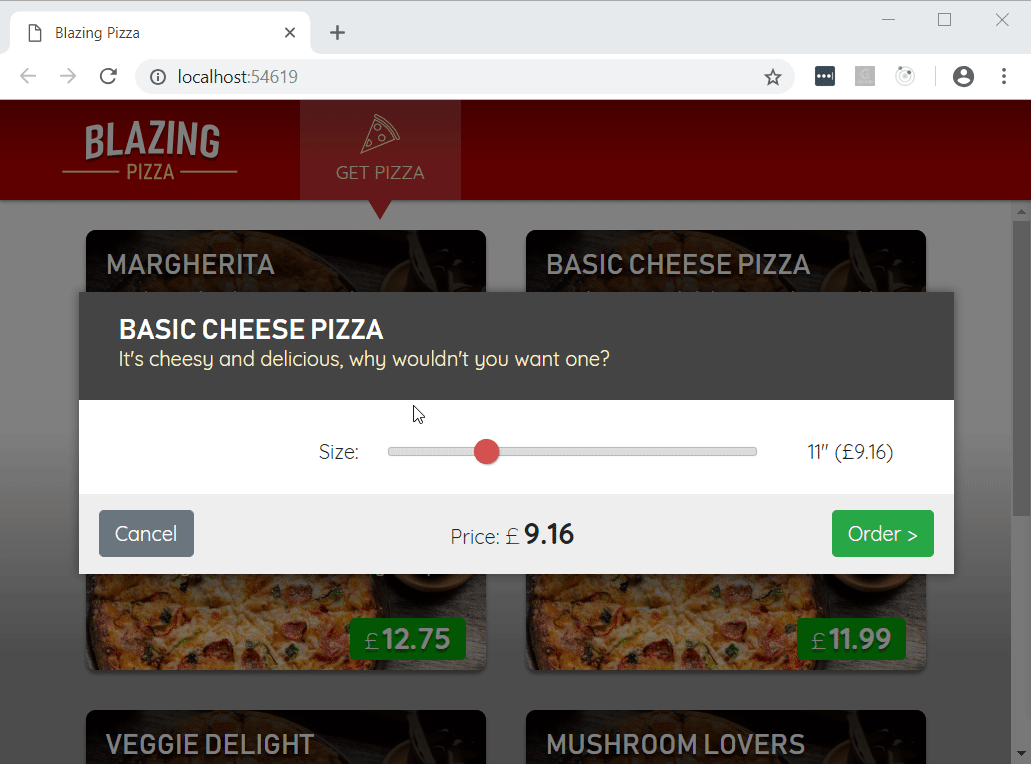 Blazing Pizza
localhost:54619
BLAZING
PIZZA
GET PIZZA
MARGHERITA
BASIC CHEESE PIZZA
BASIC CHEESE PIZZA
It's cheesy and delicious, why wouldn't you want one?
Size:
11" (£9.16)
Cancel
Price: £ 9.16
Order >
£12.75
£11.99
VEGGIE DELIGHT
MUSHROOM LOVERS